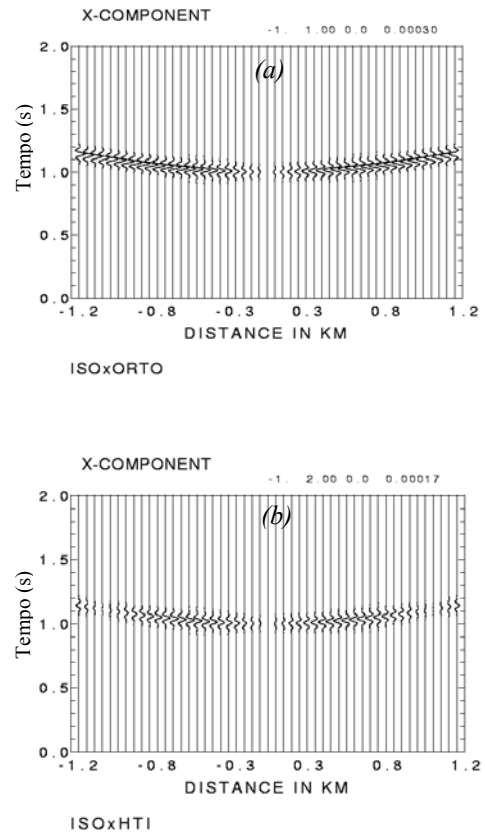 X-COMPONENT
-1. 1.00 0.0 0.00030
(a)
Tempo (s)
2.0
1.5
1.0
0.5
0.0
-1.2 -0.8 -0.3 0.3 0.8 1.2
DISTANCE IN KM
ISOxORTO
X-COMPONENT
-1. 2.00 0.0 0.00017
(b)
Tempo (s)
2.0
1.5
1.0
0.5
0.0
-1.2 -0.8 -0.3 0.3 0.8 1.2
DISTANCE IN KM
ISOxHTI